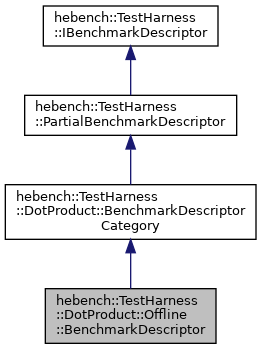 hebench::TestHarness
::IBenchmarkDescriptor
hebench::TestHarness
::PartialBenchmarkDescriptor
hebench::TestHarness
::DotProduct::BenchmarkDescriptor
Category
hebench::TestHarness
::DotProduct::Offline
::BenchmarkDescriptor